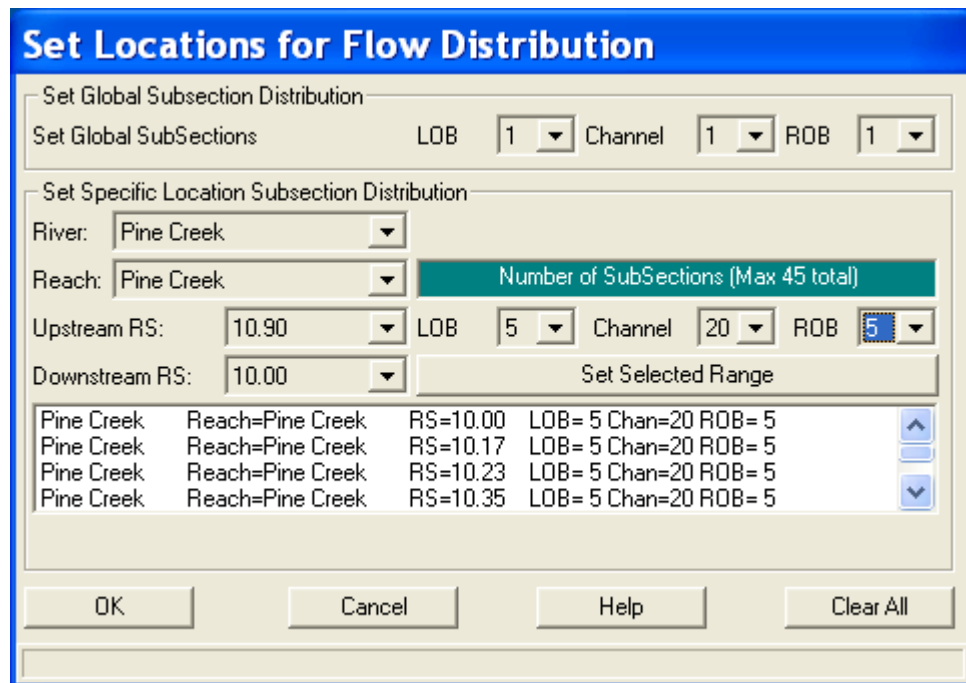 Set Locations for Flow Distribution
Set Global Subsection Distribution
Set Global SubSections LOB 1 Channel 1 ROB 1
Set Specific Location Subsection Distribution
River: Pine Creek
Reach: Pine Creek Number of SubSections (Max 45 total)
Upstream RS: 10.90 LOB 5 Channel 20 ROB 5
Downstream RS: 10.00 Set Selected Range
Pine Creek Reach=Pine Creek RS=10.00 LOB= 5 Chan=20 ROB= 5
Pine Creek Reach=Pine Creek RS=10.17 LOB= 5 Chan=20 ROB= 5
Pine Creek Reach=Pine Creek RS=10.23 LOB= 5 Chan=20 ROB= 5
Pine Creek Reach=Pine Creek RS=10.35 LOB= 5 Chan=20 ROB= 5
OK Cancel Help Clear All